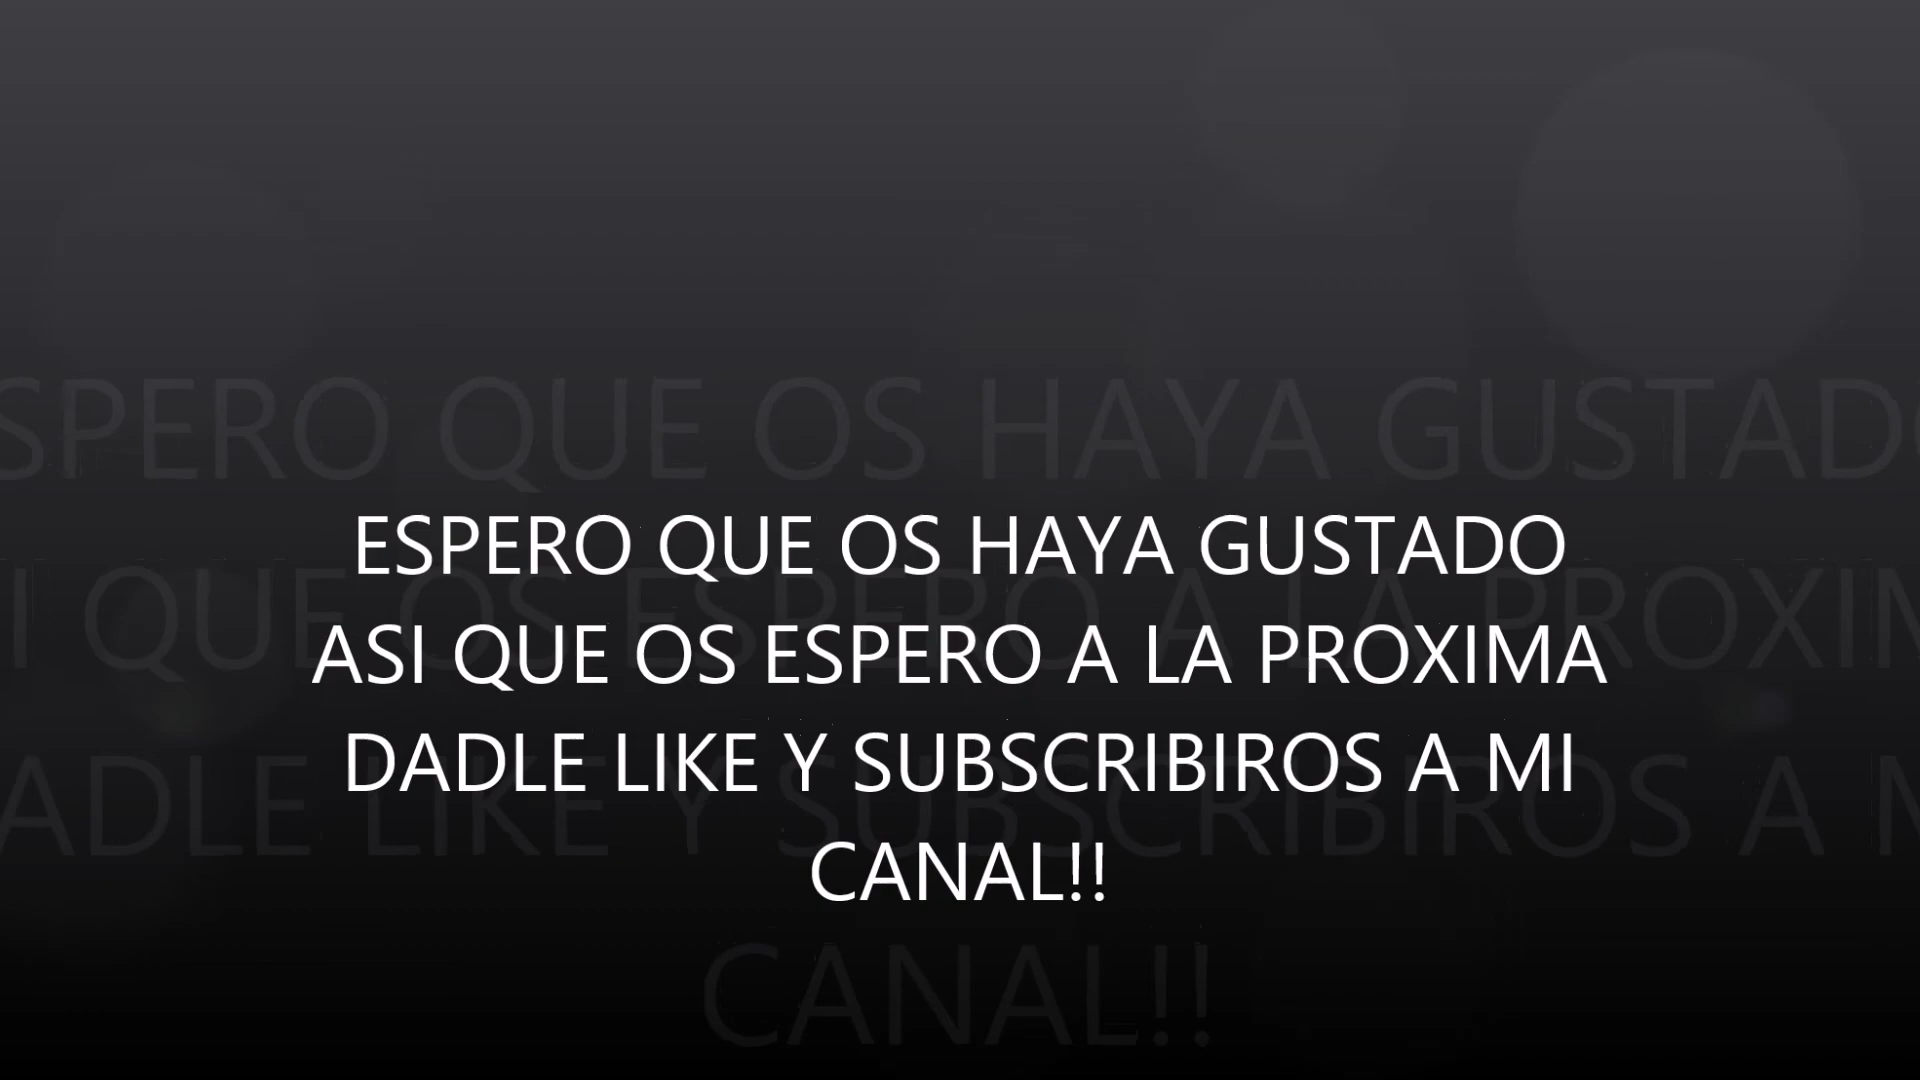 ESPERO QUE OS HAYA GUSTADO
ASI QUE OS ESPERO A LA PROXIMA
DADLE LIKE Y SUBSCRIBIROS A MI
CANAL!!